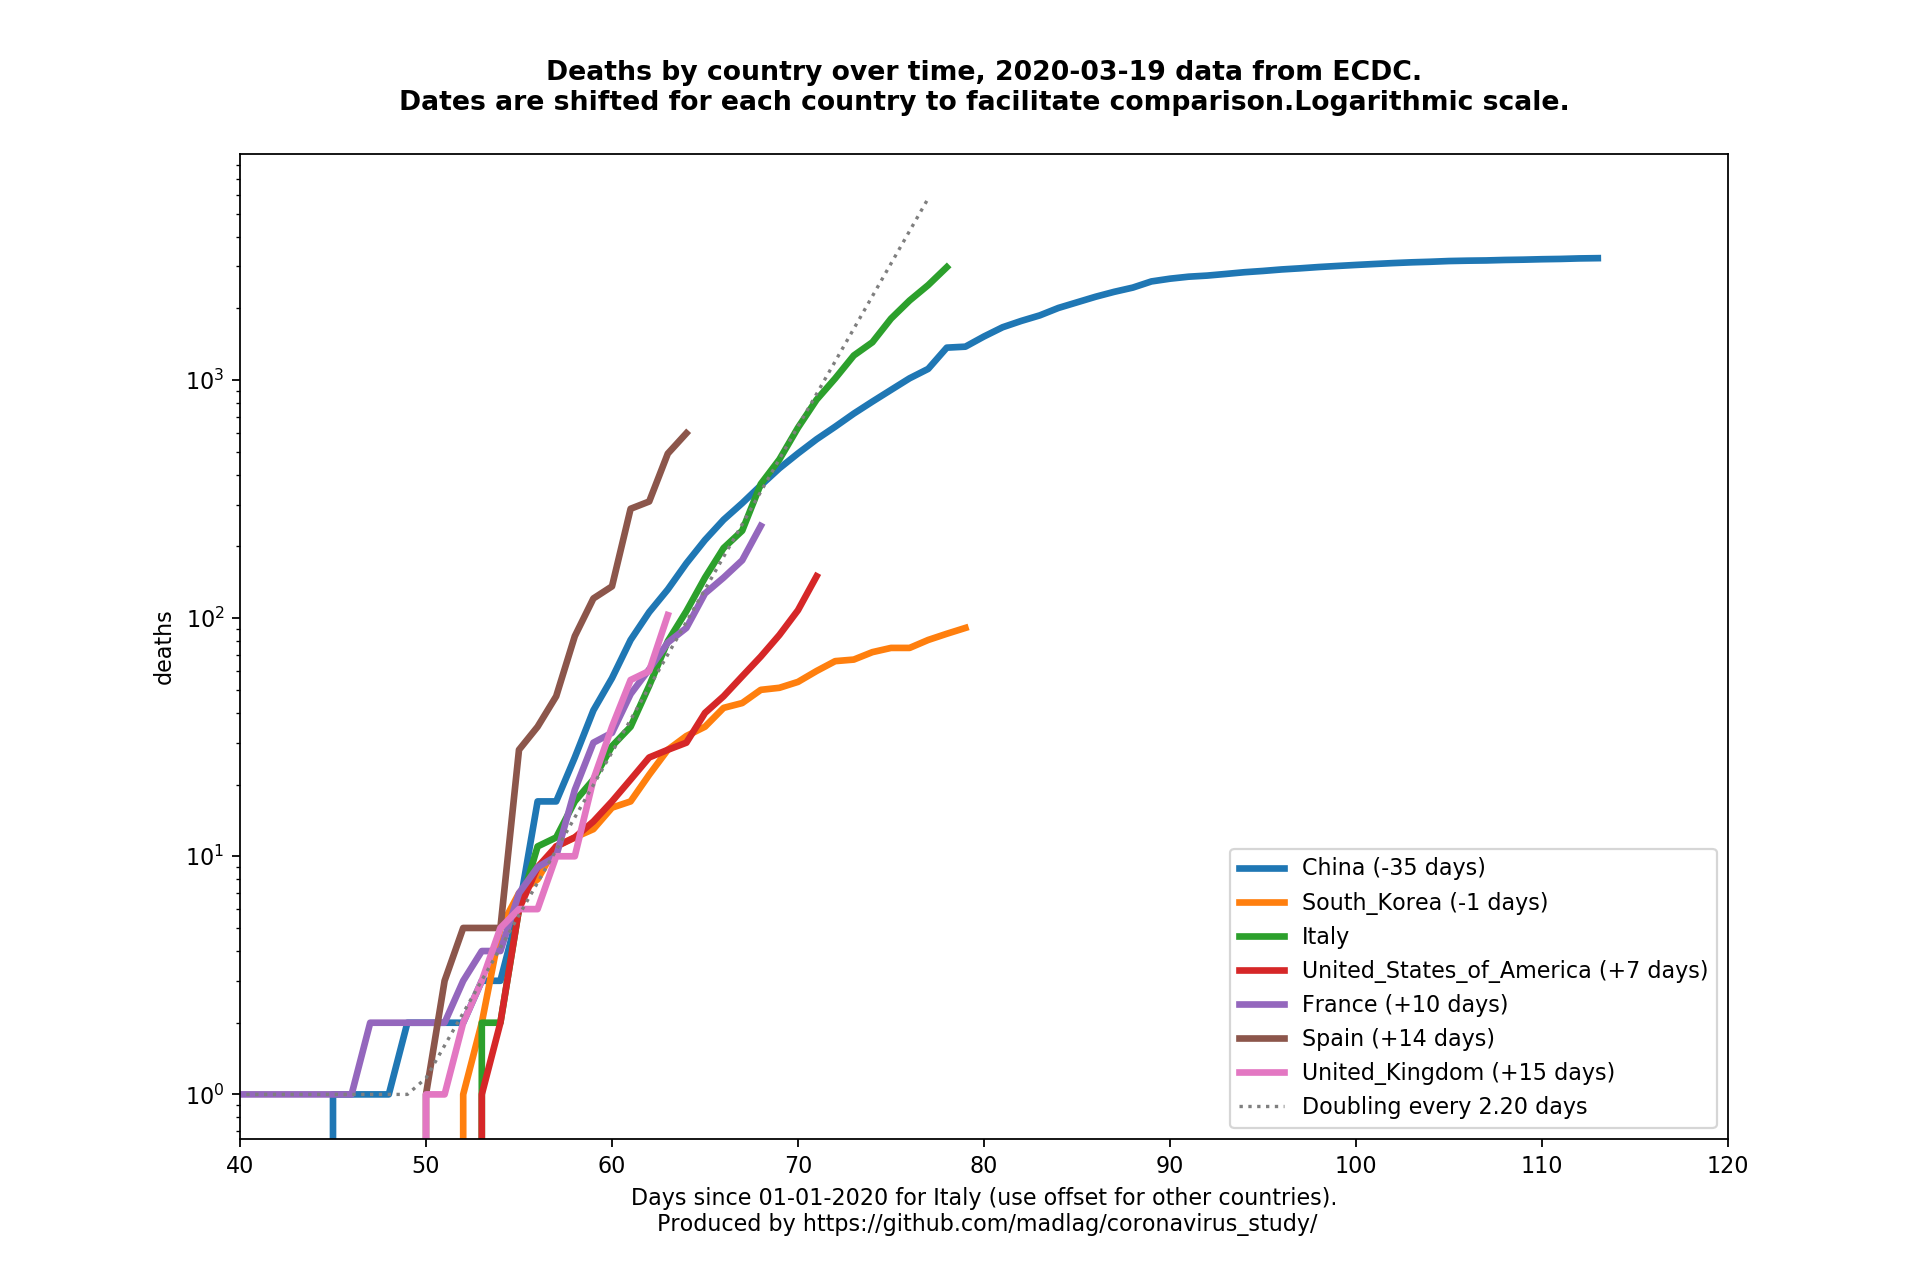 Deaths by country over time, 2020-03-19 data from ECDC.
Dates are shifted for each country to facilitate comparison.Logarithmic scale.
deaths
10³
10²
10¹
10⁰
China (-35 days)
South_Korea (-1 days)
Italy
United_States_of_America (+7 days)
France (+10 days)
Spain (+14 days)
United_Kingdom (+15 days)
Doubling every 2.20 days
40 50 60 70 80 90 100 110 120
Days since 01-01-2020 for Italy (use offset for other countries).
Produced by https://github.com/madlag/coronavirus_study/